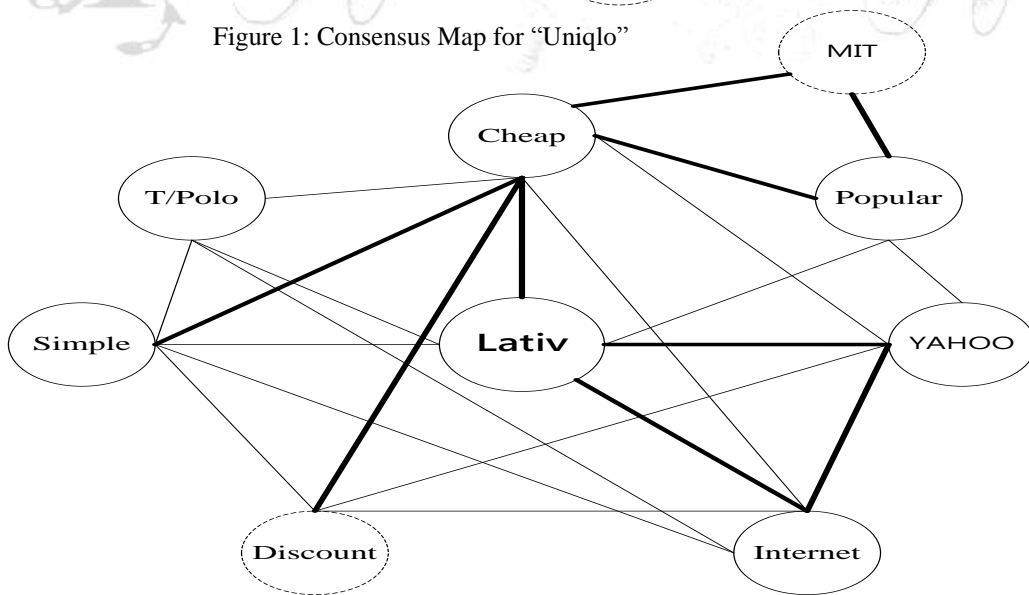 Figure 1: Consensus Map for “Uniqlo”
MIT
Cheap
T/Polo
Popular
Simple
Lativ
YAHOO
Discount
Internet